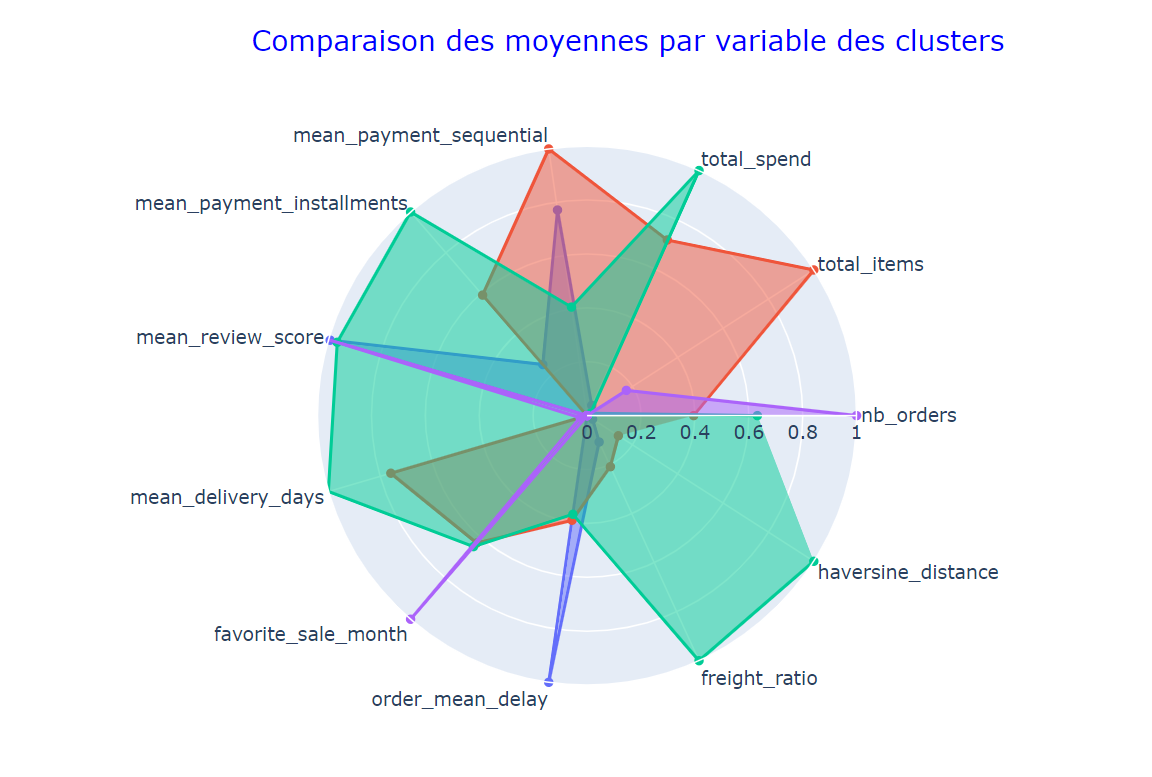 Comparaison des moyennes par variable des clusters
mean_payment_sequential
total_spend
mean_payment_installments
total_items
mean_review_score
nb_orders
0 0.2 0.4 0.6 0.8 1
mean_delivery_days
haversine_distance
favorite_sale_month
freight_ratio
order_mean_delay